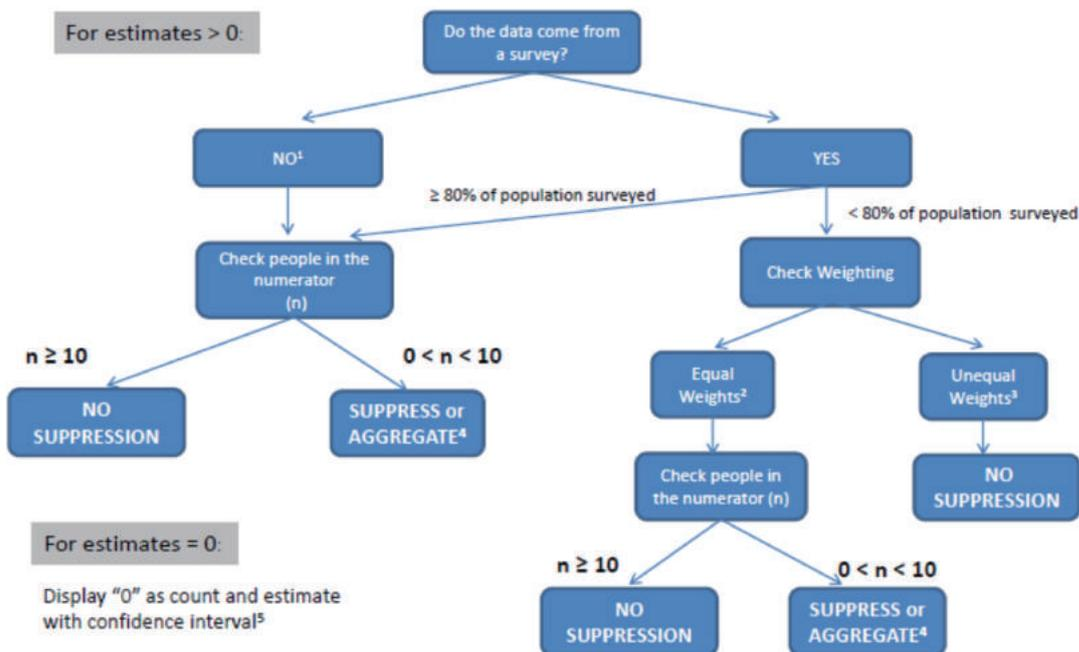 For estimates > 0:
Do the data come from
a survey?
NO¹
YES
≥ 80% of population surveyed
< 80% of population surveyed
Check people in the
numerator
(n)
Check Weighting
n ≥ 10
0 < n < 10
NO
SUPPRESSION
SUPPRESS or
AGGREGATE⁴
Equal
Weights²
Unequal
Weights³
Check people in
the numerator (n)
NO
SUPPRESSION
For estimates = 0:
Display “0” as count and estimate
with confidence interval⁵
n ≥ 10
0 < n < 10
NO
SUPPRESSION
SUPPRESS or
AGGREGATE⁴